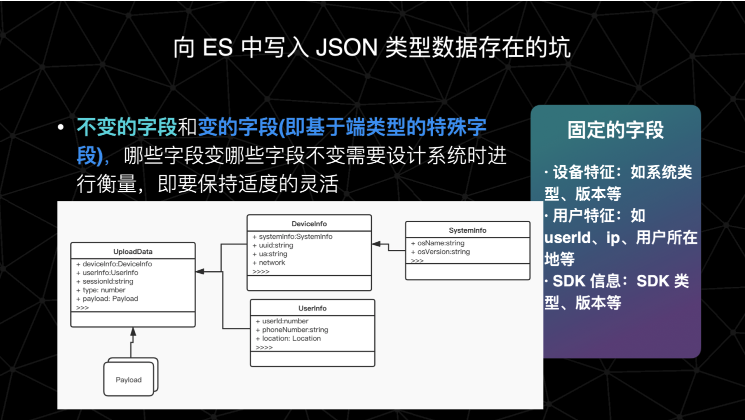 向 ES 中写入 JSON 类型数据存在的坑
• 不变的字段和变的字段(即基于端类型的特殊字
段)，哪些字段变哪些字段不变需要设计系统时进
行衡量，即要保持适度的灵活
固定的字段
· 设备特征：如系统类
型、版本等
· 用户特征：如
userId、ip、用户所在
地等
· SDK 信息：SDK 类
型、版本等
UploadData
+ deviceInfo:DeviceInfo
+ userInfo:UserInfo
+ sessionId:string
+ type: number
+ payload: Payload
>>>
Payload
DeviceInfo
+ systemInfo:SystemInfo
+ uuid:string
+ ua:string
+ network
>>>>
UserInfo
+ userId:number
+ phoneNumber:string
+ location: Location
>>>>
SystemInfo
+ osName:string
+ osVersion:string
>>>